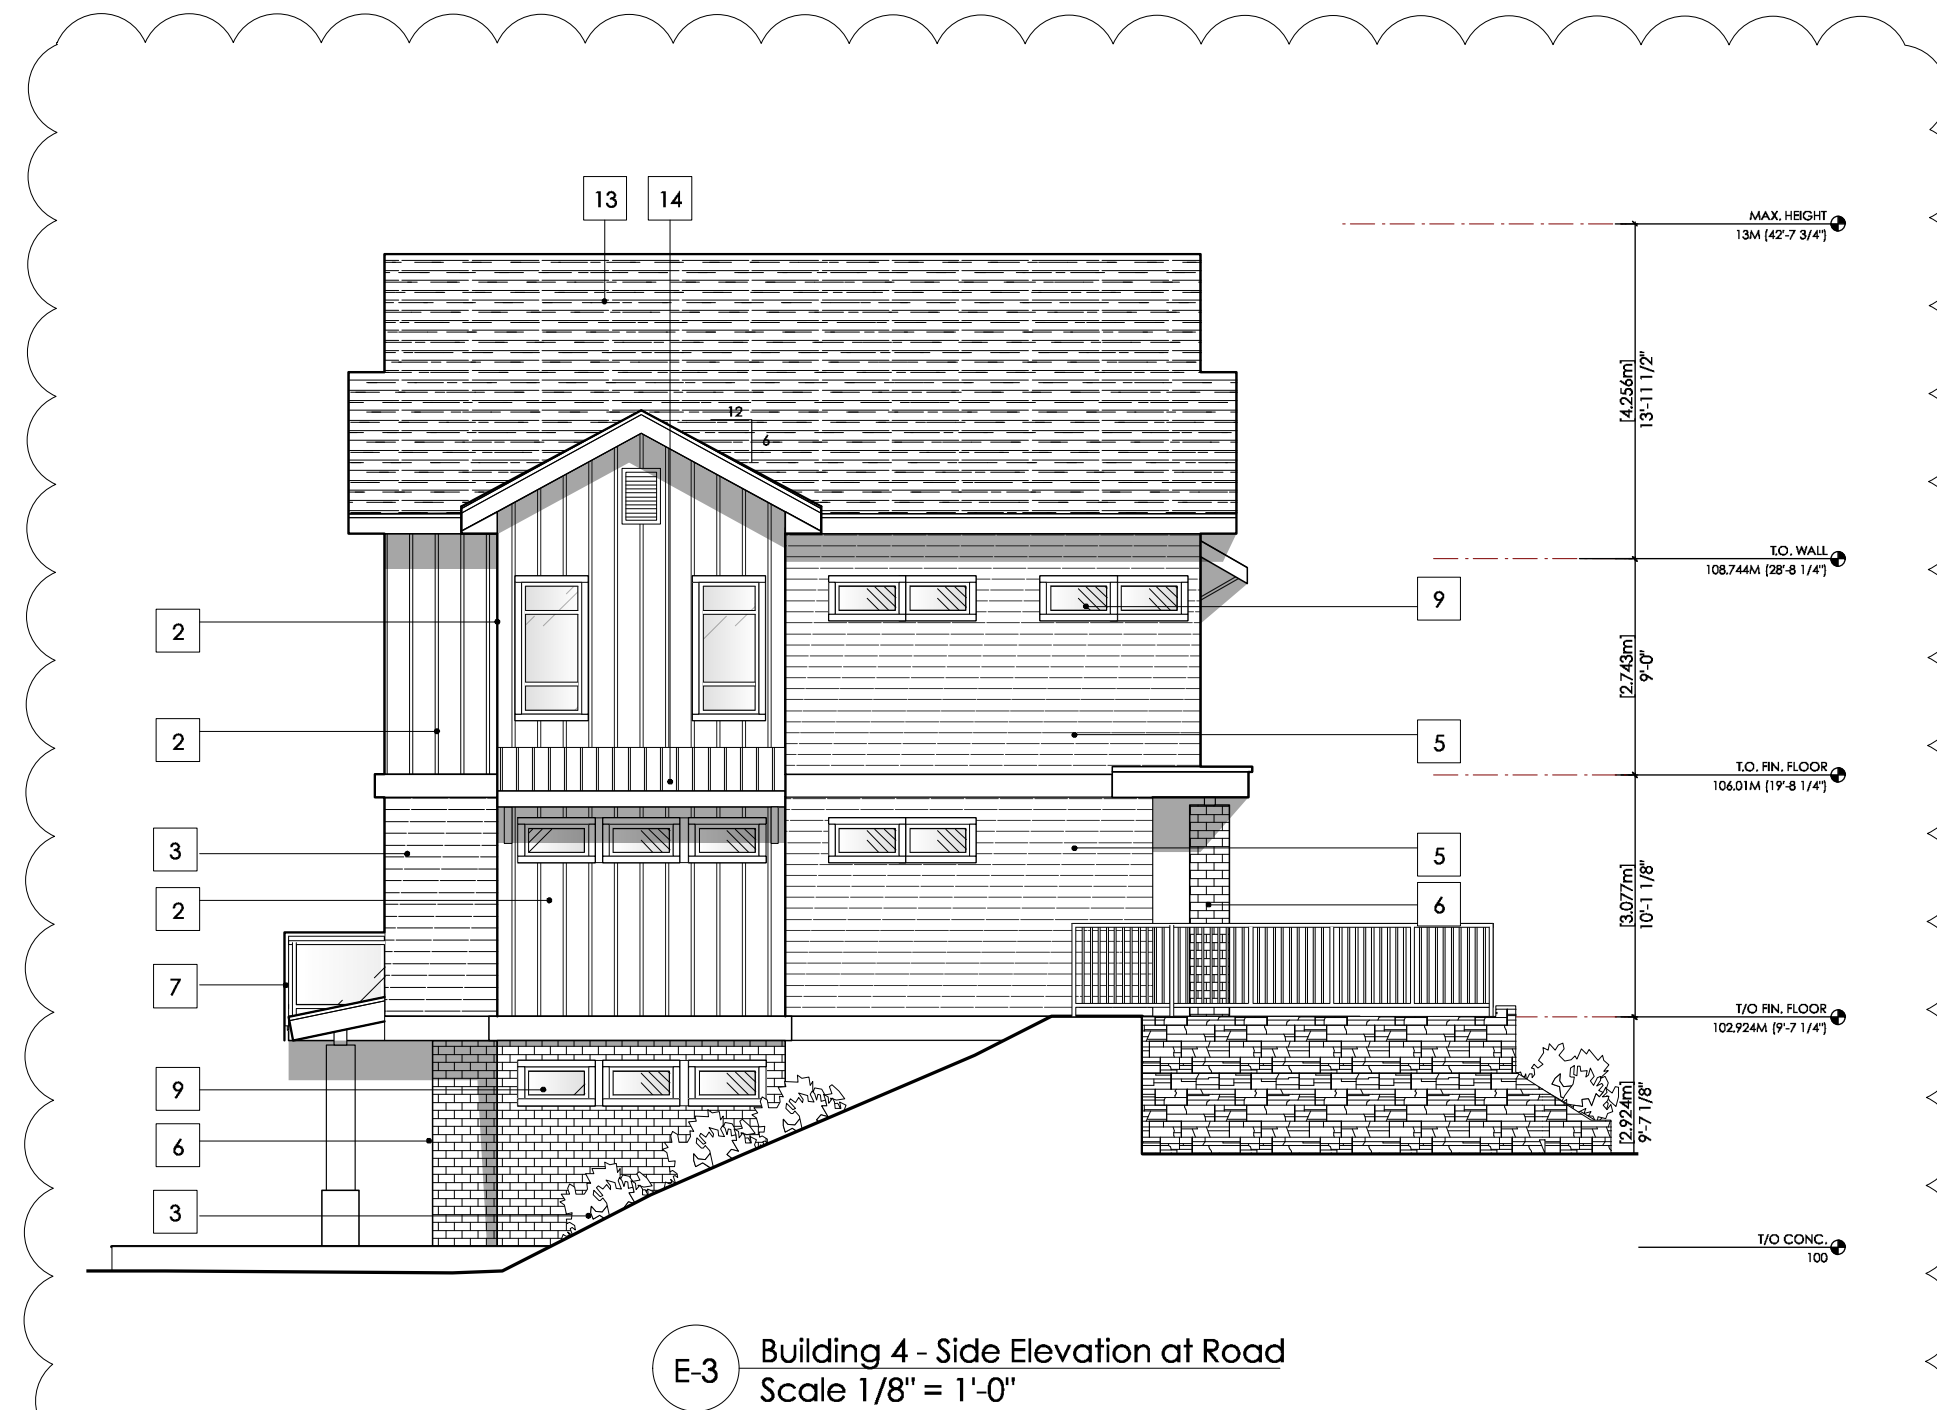 13
14
MAX. HEIGHT
13M (42'-7 3/4")
[4.256m]
13'-11 1/2"
12
6
T.O. WALL
108.744M (28'-8 1/4")
9
2
[2.743m]
9'-0"
2
5
T.O. FIN. FLOOR
106.01M (19'-8 1/4")
3
5
2
6
[3.077m]
10'-1 1/8"
7
T/O FIN. FLOOR
102.924M (9'-7 1/4")
9
[2.924m]
9'-7 1/8"
6
3
T/O CONC.
100
E-3
Building 4 - Side Elevation at Road
Scale 1/8" = 1'-0"